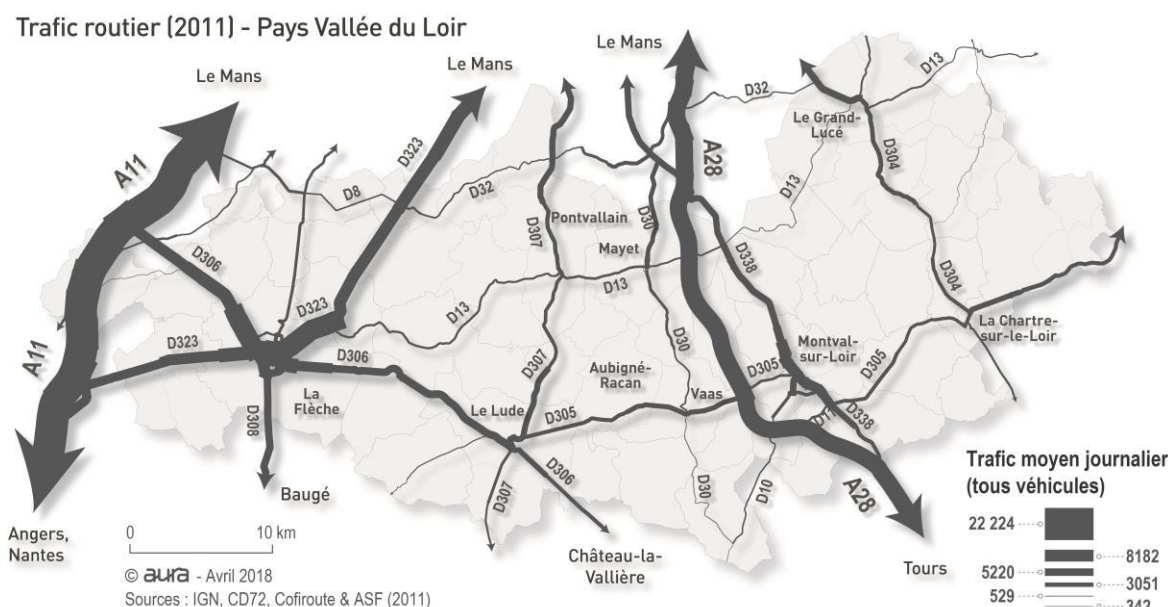 Trafic routier (2011) - Pays Vallée du Loir
Le Mans
Le Mans
Le Mans
A11
A11
D323
D8
D32
D306
D323
D323
D306
D308
La
Flèche
Baugé
Angers,
Nantes
Pontvallain
D307
Mayet
D30
D13
D13
D307
D30
Aubigné-
Racan
Le Lude
D305
Vaas
D307
D306
Château-la-
Vallière
D30
D10
A28
D32
D13
Le Grand-
Lucé
D304
D13
D338
D304
La Chartre-
sur-le-Loir
Montval-
sur-Loir
D305
D305
D11
D338
A28
Tours
0 10 km
© aura - Avril 2018
Sources : IGN, CD72, Cofiroute & ASF (2011)
Trafic moyen journalier
(tous véhicules)
22 224
8182
5220
3051
529
342